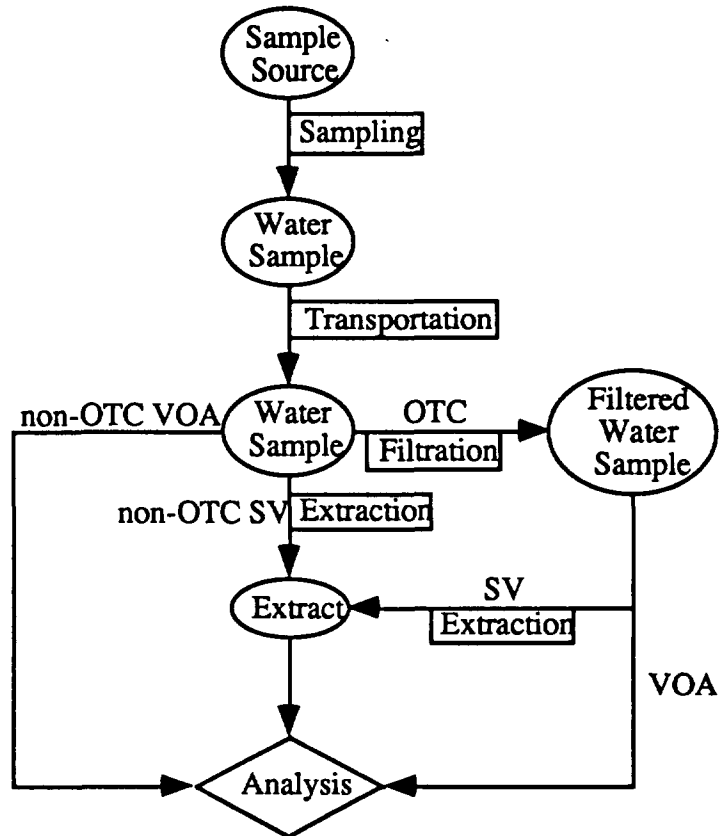 Sample
Source
Sampling
Water
Sample
Transportation
non-OTC VOA
Water
Sample
OTC
Filtration
Filtered
Water
Sample
non-OTC SV
Extraction
Extract
SV
Extraction
VOA
Analysis